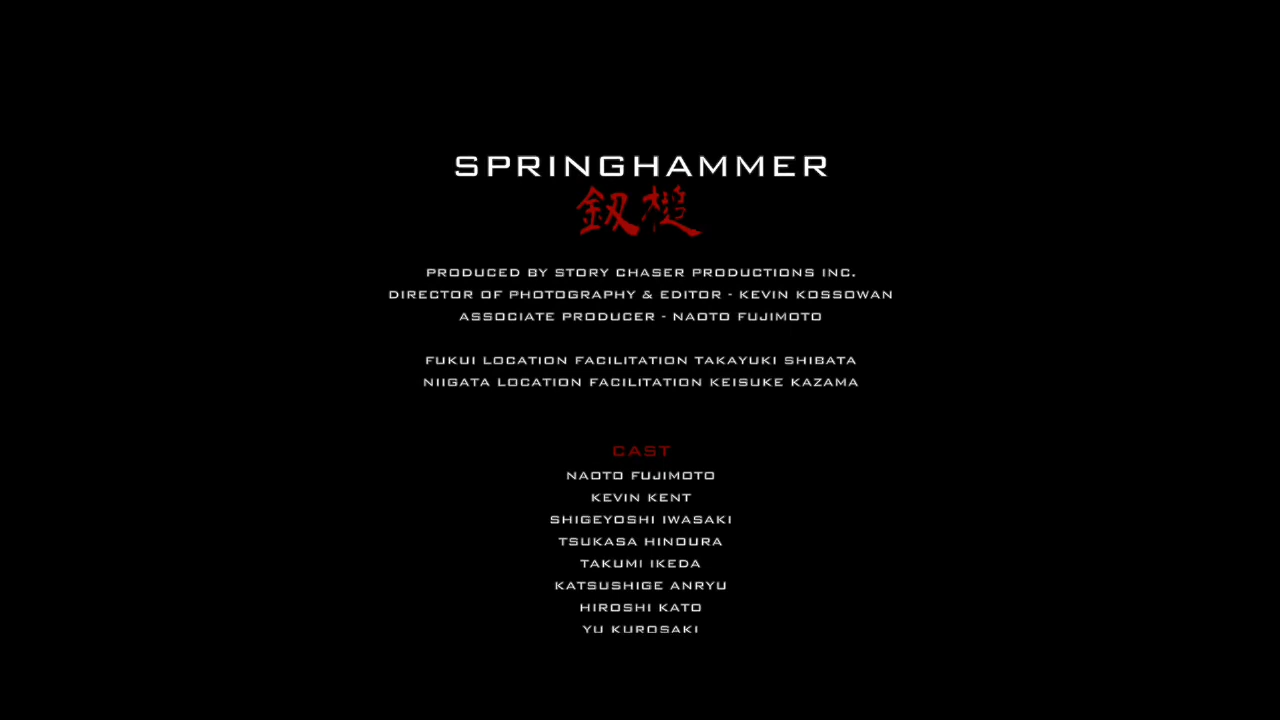 SPRINGHAMMER
釼槌
PRODUCED BY STORY CHASER PRODUCTIONS INC.
DIRECTOR OF PHOTOGRAPHY & EDITOR - KEVIN KOSSOWAN
ASSOCIATE PRODUCER - NAOTO FUJIMOTO
FUKUI LOCATION FACILITATION TAKAYUKI SHIBATA
NIIGATA LOCATION FACILITATION KEISUKE KAZAMA
CAST
NAOTO FUJIMOTO
KEVIN KENT
SHIGEYOSHI IWASAKI
TSUKASA HINOURA
TAKUMI IKEDA
KATSUSHIGE ANRYU
HIROSHI KATO
YU KUROSAKI